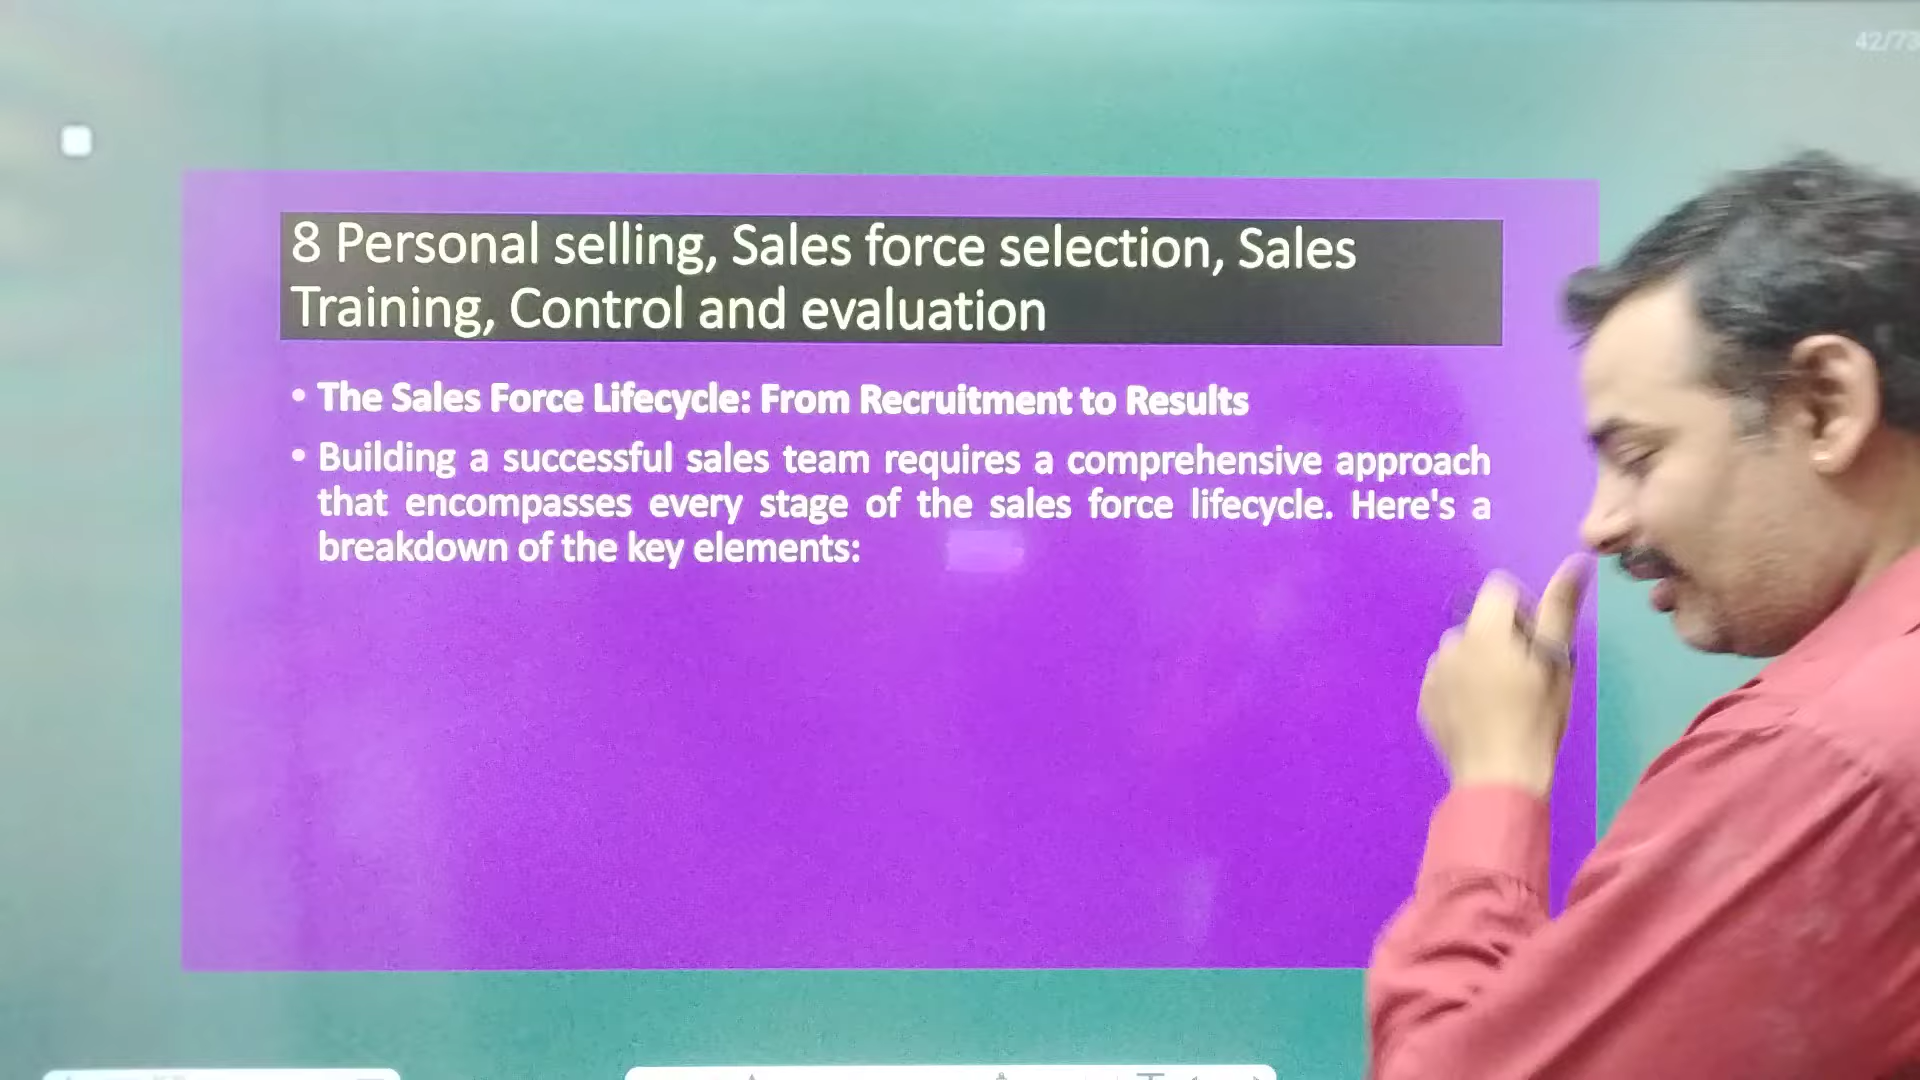 42/73
8 Personal selling, Sales force selection, Sales
Training, Control and evaluation
• The Sales Force Lifecycle: From Recruitment to Results
• Building a successful sales team requires a comprehensive approach
that encompasses every stage of the sales force lifecycle. Here's a
breakdown of the key elements: